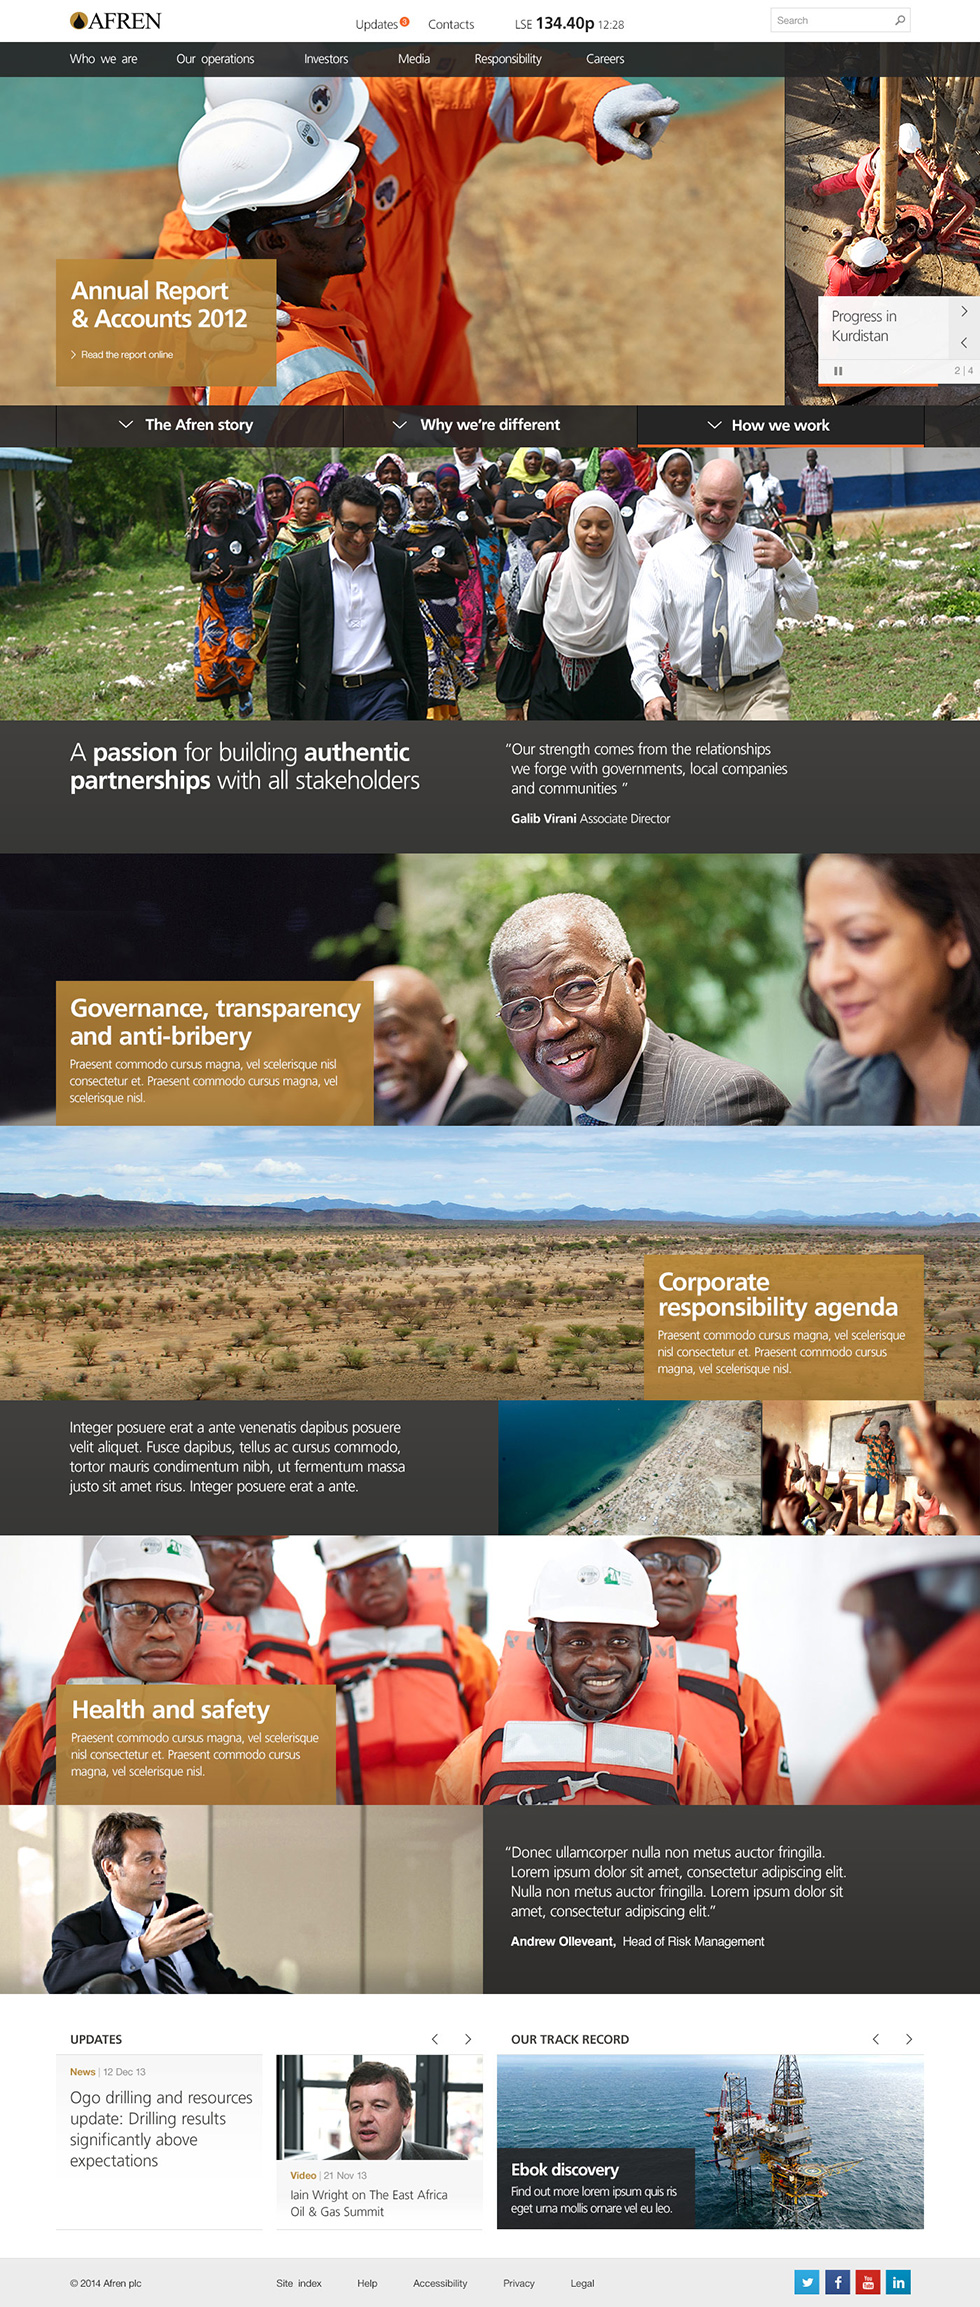 AFREN
Updates 3 Contacts LSE 134.40p 12:28
Search
Who we are Our operations Investors Media Responsibility Careers
Annual Report
& Accounts 2012
Read the report online
Progress in
Kurdistan
2 | 4
The Afren story Why we're different How we work
A passion for building authentic
partnerships with all stakeholders
“Our strength comes from the relationships
we forge with governments, local companies
and communities ”
Galib Virani Associate Director
Governance, transparency
and anti-bribery
Praesent commodo cursus magna, vel scelerisque nisl
consectetur et. Praesent commodo cursus magna, vel
scelerisque nisl.
Corporate
responsibility agenda
Praesent commodo cursus magna, vel scelerisque
nisl consectetur et. Praesent commodo cursus
magna, vel scelerisque nisl.
Integer posuere erat a ante venenatis dapibus posuere
velit aliquet. Fusce dapibus, tellus ac cursus commodo,
tortor mauris condimentum nibh, ut fermentum massa
justo sit amet risus. Integer posuere erat a ante.
Health and safety
Praesent commodo cursus magna, vel scelerisque
nisl consectetur et. Praesent commodo cursus
magna, vel scelerisque nisl.
“Donec ullamcorper nulla non metus auctor fringilla.
Lorem ipsum dolor sit amet, consectetur adipiscing elit.
Nulla non metus auctor fringilla. Lorem ipsum dolor sit
amet, consectetur adipiscing elit.”
Andrew Olleveant, Head of Risk Management
UPDATES
News | 12 Dec 13
Ogo drilling and resources
update: Drilling results
significantly above
expectations
Video | 21 Nov 13
Iain Wright on The East Africa
Oil & Gas Summit
OUR TRACK RECORD
Ebok discovery
Find out more lorem ipsum quis ris
eget urna mollis ornare vel eu leo.
© 2014 Afren plc Site index Help Accessibility Privacy Legal
You Tube